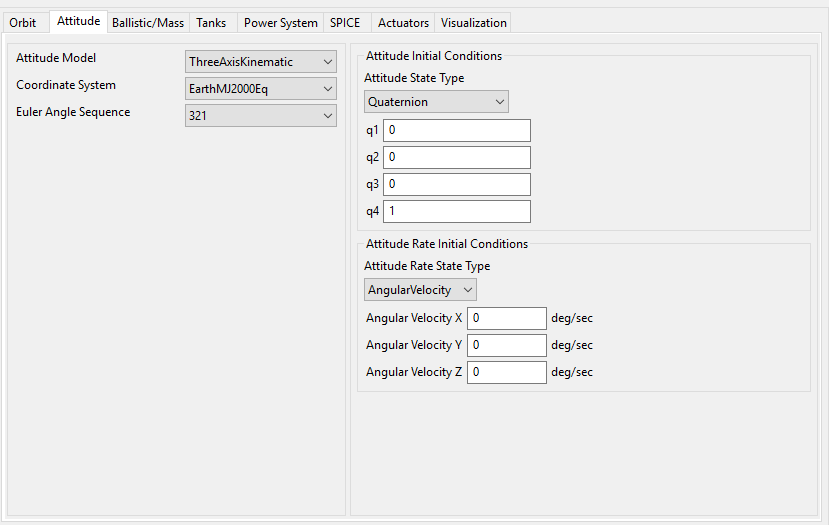 Orbit Attitude Ballistic/Mass Tanks Power System SPICE Actuators Visualization
Attitude Model ThreeAxisKinematic
Coordinate System EarthMJ2000Eq
Euler Angle Sequence 321
Attitude Initial Conditions
Attitude State Type
Quaternion
q1 0
q2 0
q3 0
q4 1
Attitude Rate Initial Conditions
Attitude Rate State Type
AngularVelocity
Angular Velocity X 0 deg/sec
Angular Velocity Y 0 deg/sec
Angular Velocity Z 0 deg/sec